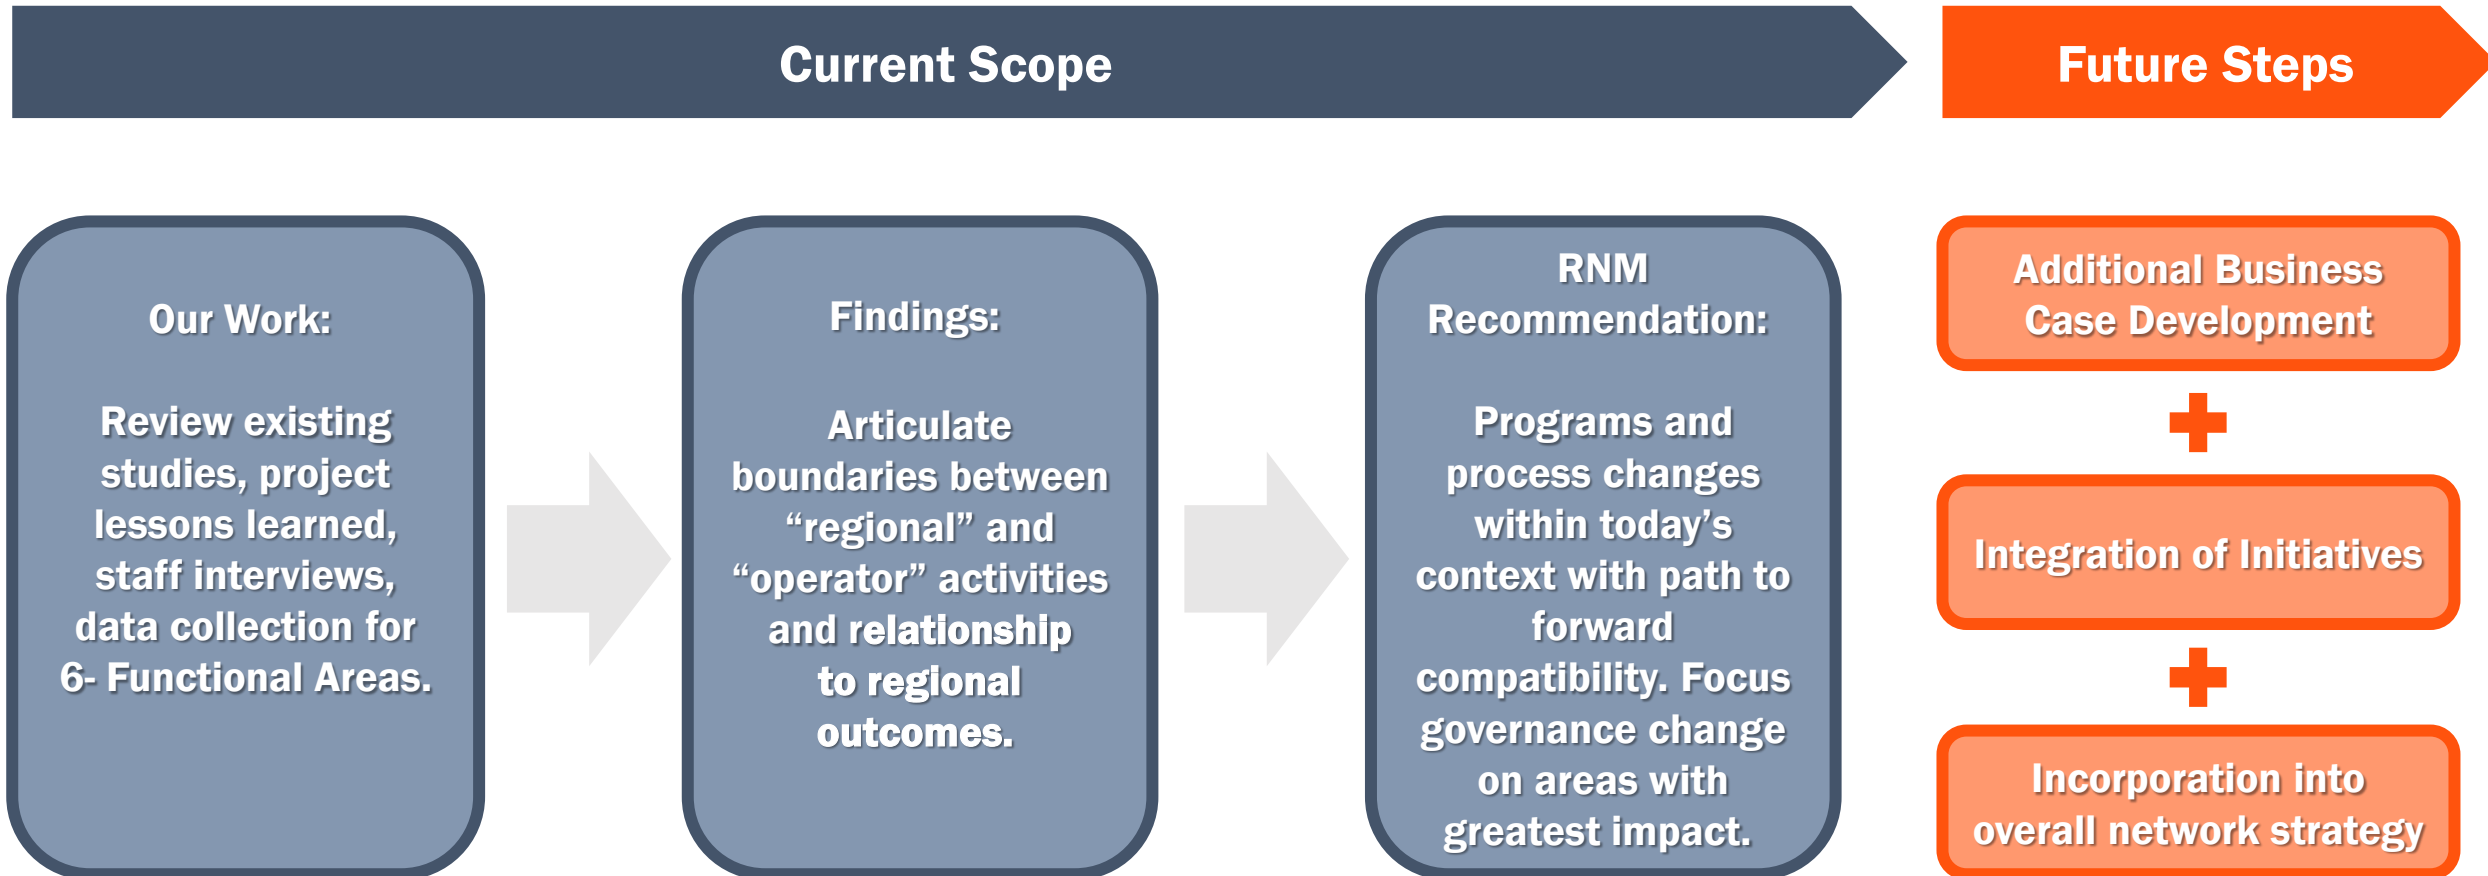 Current Scope
Future Steps
Our Work:
Review existing
studies, project
lessons learned,
staff interviews,
data collection for
6- Functional Areas.
Findings:
Articulate
boundaries between
“regional” and
“operator” activities
and relationship
to regional
outcomes.
RNM
Recommendation:
Programs and
process changes
within today’s
context with path to
forward
compatibility. Focus
governance change
on areas with
greatest impact.
Additional Business
Case Development
Integration of Initiatives
Incorporation into
overall network strategy